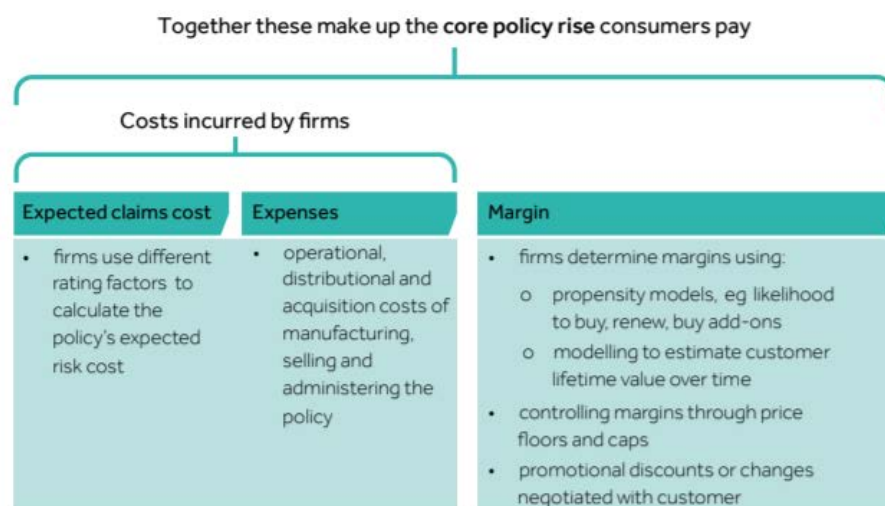 Together these make up the core policy rise consumers pay
Costs incurred by firms
Expected claims cost
• firms use different
rating factors to
calculate the
policy's expected
risk cost
Expenses
• operational,
distributional and
acquisition costs of
manufacturing,
selling and
administering the
policy
Margin
• firms determine margins using:
o propensity models, eg likelihood
to buy, renew, buy add-ons
o modelling to estimate customer
lifetime value over time
• controlling margins through price
floors and caps
• promotional discounts or changes
negotiated with customer